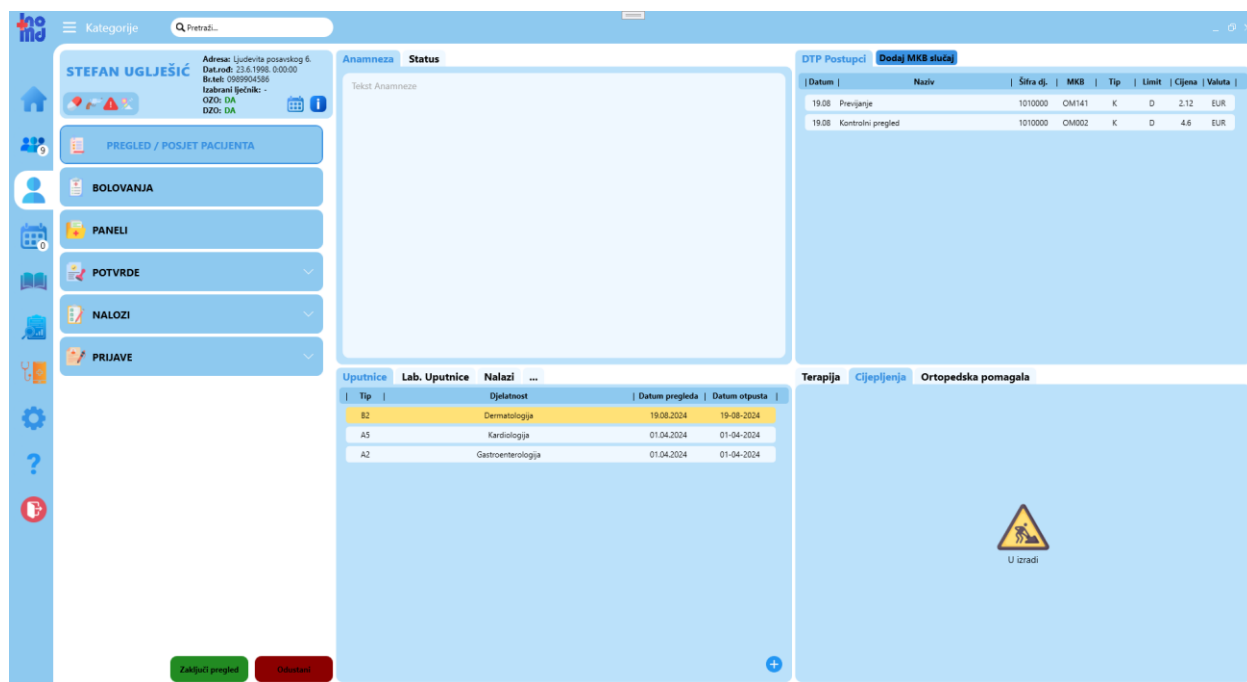 ino
md
Kategorije
Pretraži...
STEFAN UGLJEŠIĆ
Adresa: Ljudevita posavskog 6.
Dat.rođ: 23.6.1998. 0:00:00
Br.tel: 0989904586
Izabrani lječnik: -
OZO: DA
DZO: DA
9
0
PREGLED / POSJET PACIJENTA
BOLOVANJA
PANELI
POTVRDE
NALOZI
PRIJAVE
Zaključi pregled
Odustani
Anamneza Status
Tekst Anamneze
Uputnice Lab. Uputnice Nalazi ...
| Tip | Djelatnost | Datum pregleda | Datum otpusta |
B2 Dermatologija 19.08.2024 19-08-2024
A5 Kardiologija 01.04.2024 01-04-2024
A2 Gastroenterologija 01.04.2024 01-04-2024
DTP Postupci Dodaj MKB slučaj
| Datum | Naziv | Šifra dj. | MKB | Tip | Limit | Cijena | Valuta |
19.08 Previjanje 1010000 OM141 K D 2.12 EUR
19.08 Kontrolni pregled 1010000 OM002 K D 4.6 EUR
Terapija Cijepljenja Ortopedska pomagala
U izradi